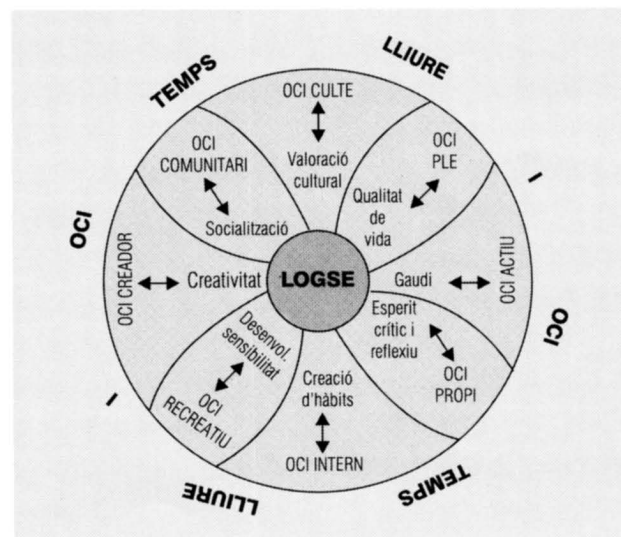 TEMPS
LLIURE
I
OCI
TEMPS
LLIURE
I
OCI
OCI CULTE
Valoració
cultural
OCI
PLE
Qualitat
de
vida
OCI ACTIU
Gaudi
Esperit
crític i
reflexiu
OCI
PROPI
Creació
d'hàbits
OCI INTERN
Desenvol.
sensibilitat
OCI
RECREATIU
OCI CREADOR
Creativitat
OCI
COMUNITARI
Socialització
LOGSE